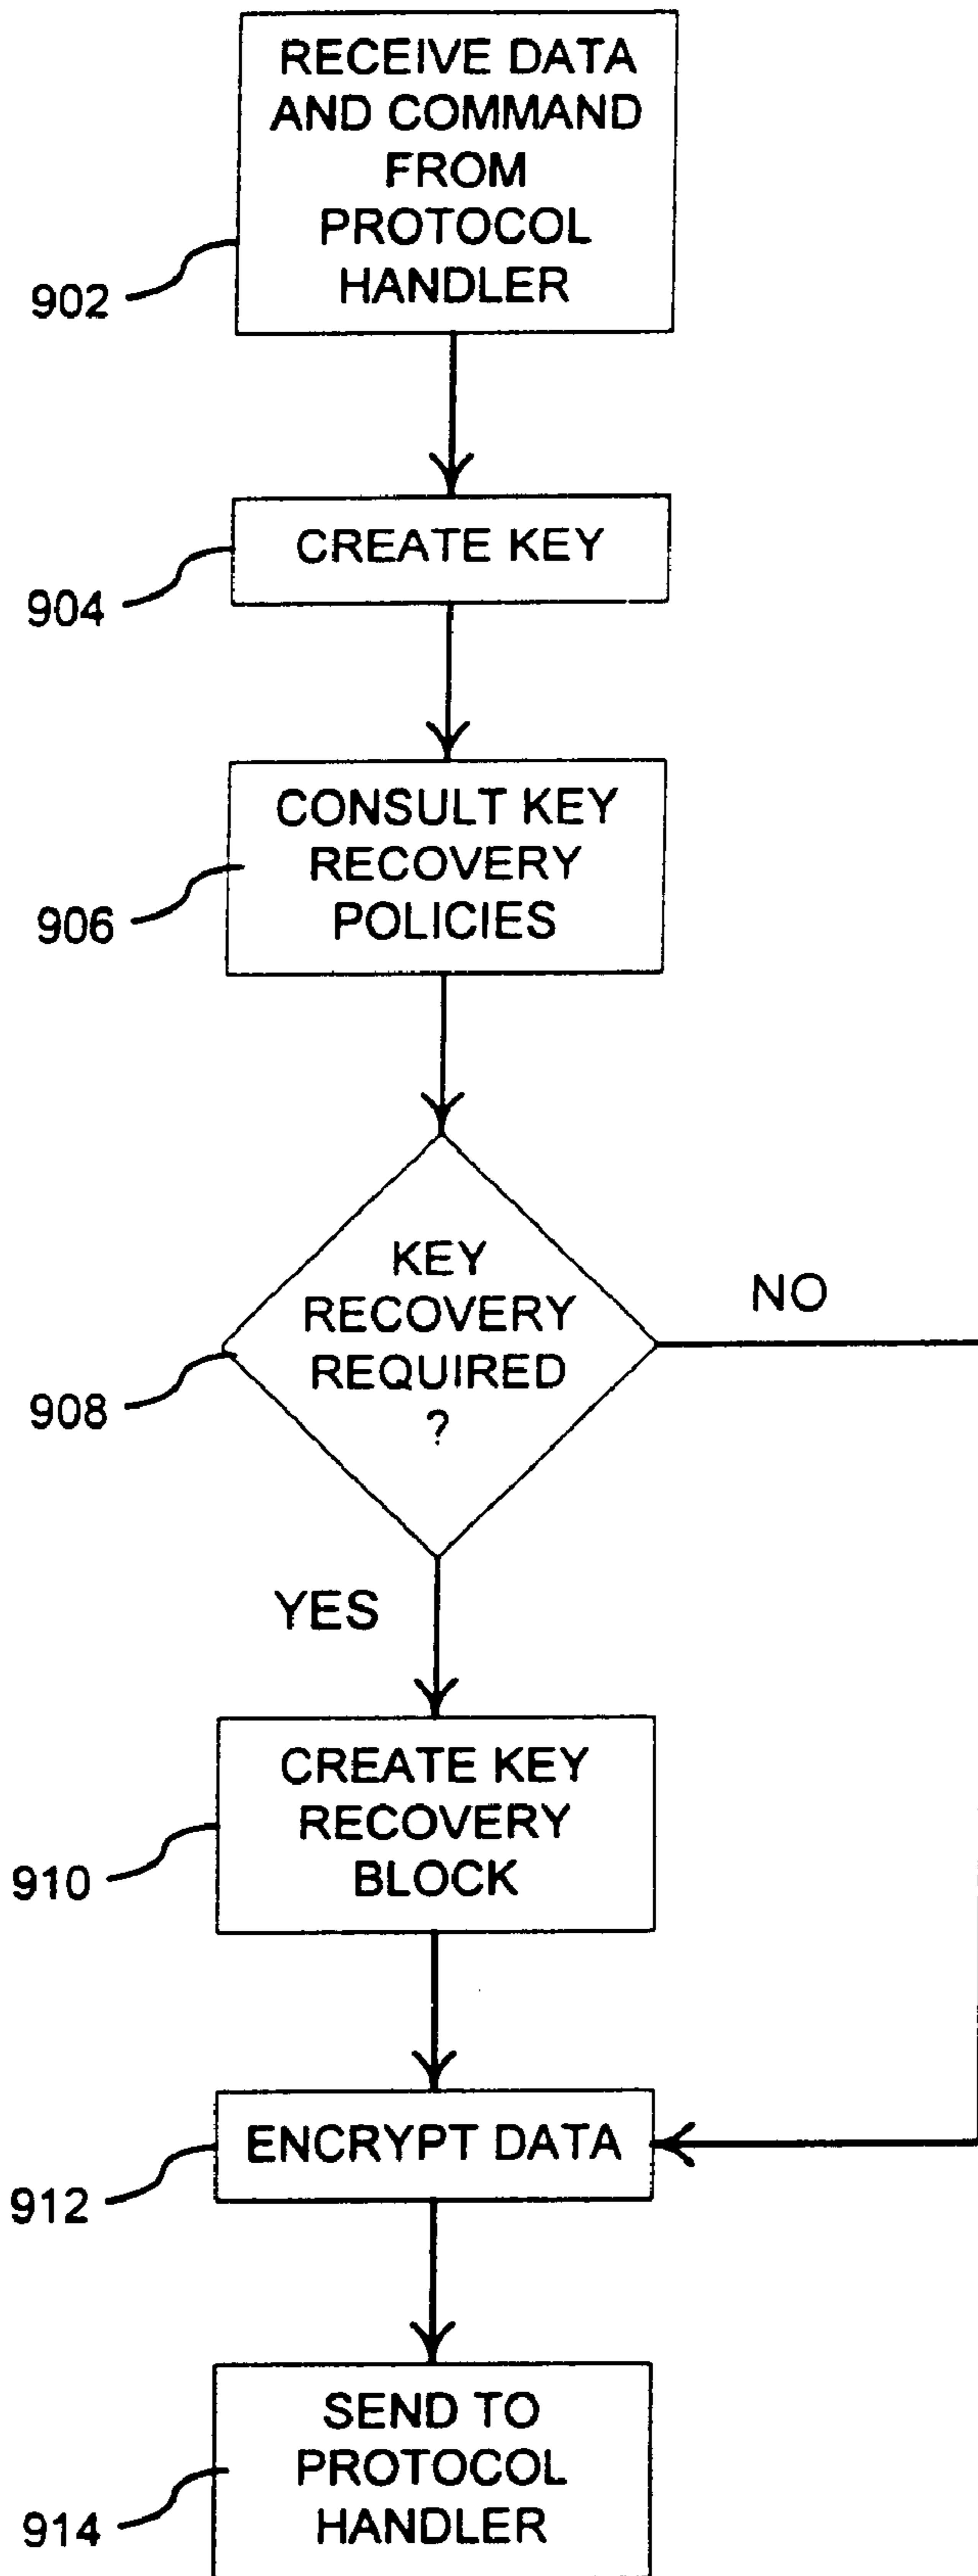 RECEIVE DATA
AND COMMAND
FROM
PROTOCOL
HANDLER
902
CREATE KEY
904
CONSULT KEY
RECOVERY
POLICIES
906
KEY
RECOVERY
REQUIRED
?
908
NO
YES
CREATE KEY
RECOVERY
BLOCK
910
ENCRYPT DATA
912
SEND TO
PROTOCOL
HANDLER
914